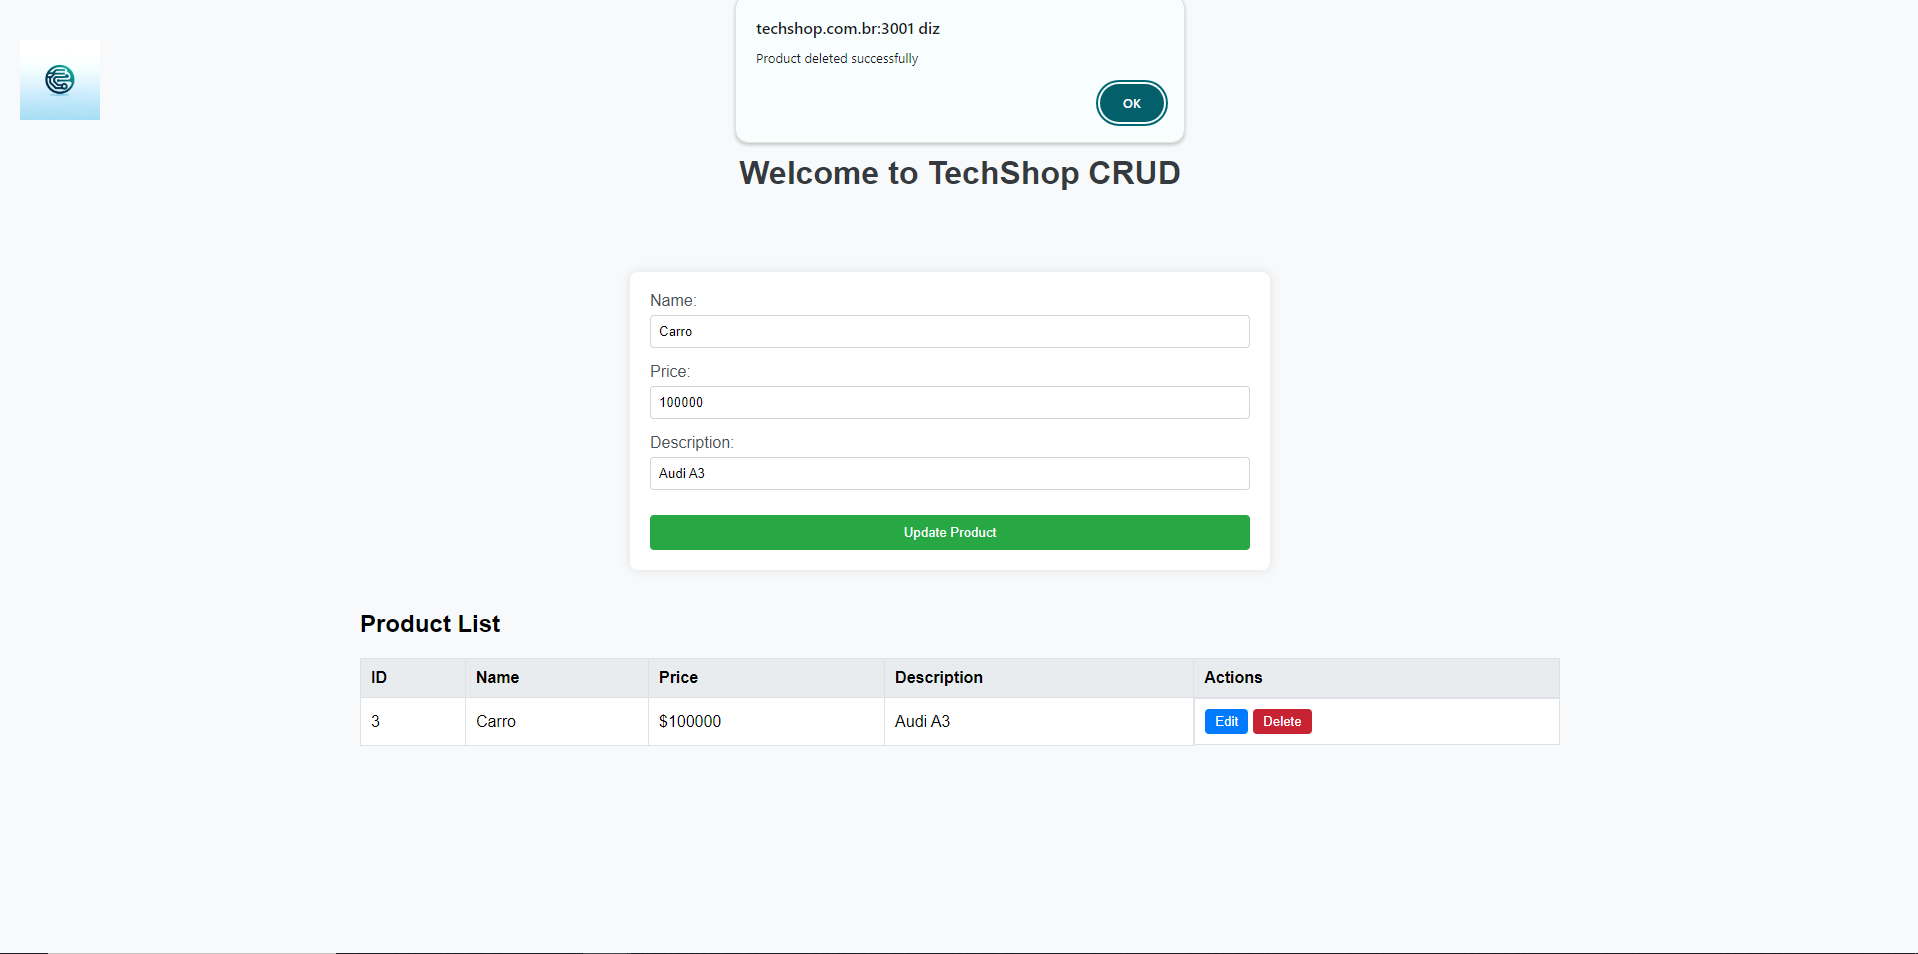 techshop.com.br:3001 diz
Product deleted successfully
OK
Welcome to TechShop CRUD
Name:
Carro
Price:
100000
Description:
Audi A3
Update Product
Product List
ID Name Price Description Actions
3 Carro $100000 Audi A3 Edit Delete